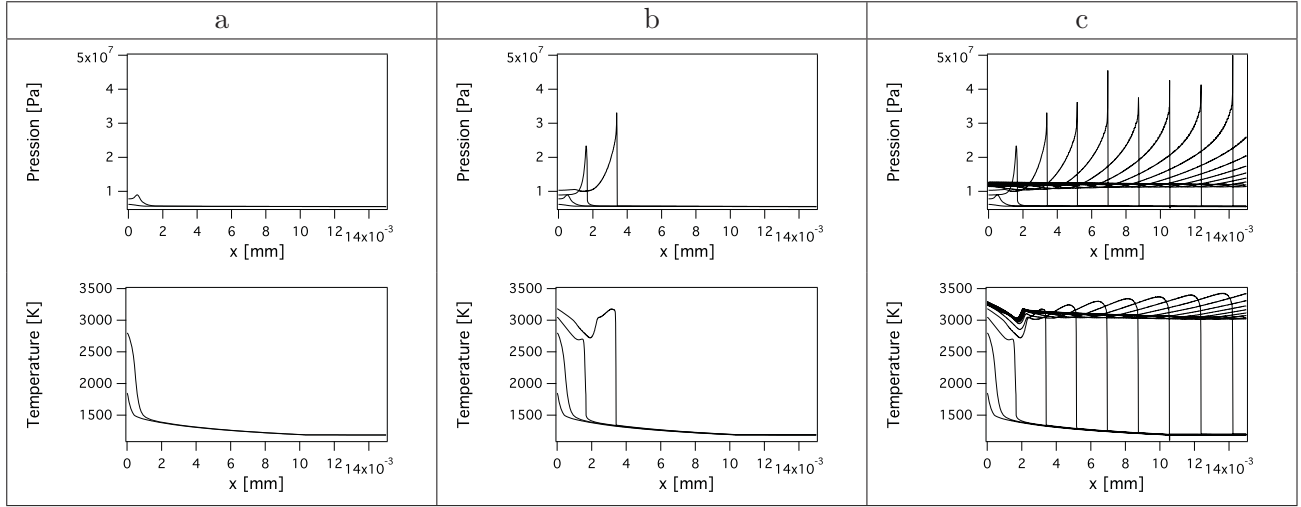 a b c
5x10⁷ 5x10⁷ 5x10⁷
4 4 4
3 3 3
2 2 2
1 1 1
Pression [Pa] Pression [Pa] Pression [Pa]
0 2 4 6 8 10 12 14x10⁻³ 0 2 4 6 8 10 12 14x10⁻³ 0 2 4 6 8 10 12 14x10⁻³
x [mm] x [mm] x [mm]
3500 3500 3500
3000 3000 3000
2500 2500 2500
2000 2000 2000
1500 1500 1500
Temperature [K] Temperature [K] Temperature [K]
0 2 4 6 8 10 12 14x10⁻³ 0 2 4 6 8 10 12 14x10⁻³ 0 2 4 6 8 10 12 14x10⁻³
x [mm] x [mm] x [mm]